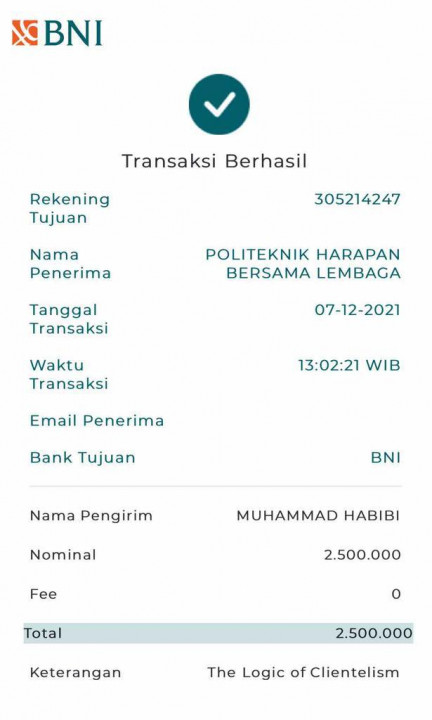 BNI
Transaksi Berhasil
Rekening 305214247
Tujuan
Nama POLITEKNIK HARAPAN
Penerima BERSAMA LEMBAGA
Tanggal 07-12-2021
Transaksi
Waktu 13:02:21 WIB
Transaksi
Email Penerima
Bank Tujuan BNI
Nama Pengirim MUHAMMAD HABIBI
Nominal 2.500.000
Fee 0
Total 2.500.000
Keterangan The Logic of Clientelism